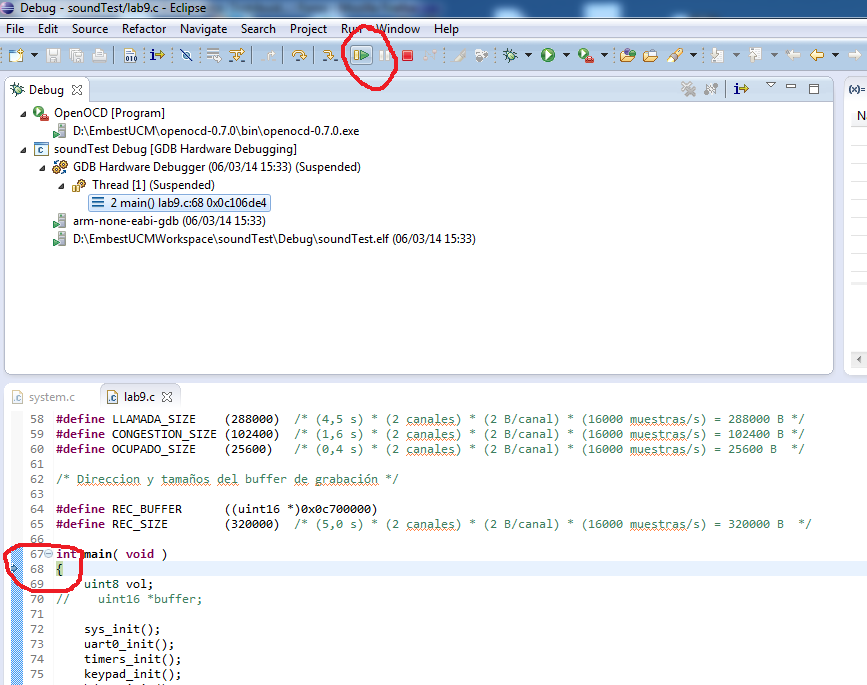 Debug - soundTest/lab9.c - Eclipse
File Edit Source Refactor Navigate Search Project Run Window Help
010
Debug
(x)=
OpenOCD [Program]
N
D:\EmbestUCM\openocd-0.7.0\bin\openocd-0.7.0.exe
soundTest Debug [GDB Hardware Debugging]
GDB Hardware Debugger (06/03/14 15:33) (Suspended)
Thread [1] (Suspended)
2 main() lab9.c:68 0x0c106de4
arm-none-eabi-gdb (06/03/14 15:33)
D:\EmbestUCMWorkspace\soundTest\Debug\soundTest.elf (06/03/14 15:33)
system.c lab9.c
58 #define LLAMADA_SIZE (288000) /* (4,5 s) * (2 canales) * (2 B/canal) * (16000 muestras/s) = 288000 B */
59 #define CONGESTION_SIZE (102400) /* (1,6 s) * (2 canales) * (2 B/canal) * (16000 muestras/s) = 102400 B */
60 #define OCUPADO_SIZE (25600) /* (0,4 s) * (2 canales) * (2 B/canal) * (16000 muestras/s) = 25600 B */
61
62 /* Direccion y tamaños del buffer de grabación */
63
64 #define REC_BUFFER ((uint16 *)0x0c700000)
65 #define REC_SIZE (320000) /* (5,0 s) * (2 canales) * (2 B/canal) * (16000 muestras/s) = 320000 B */
66
67 int main( void )
68 {
69 uint8 vol;
70 // uint16 *buffer;
71
72 sys_init();
73 uart0_init();
74 timers_init();
75 keypad_init();